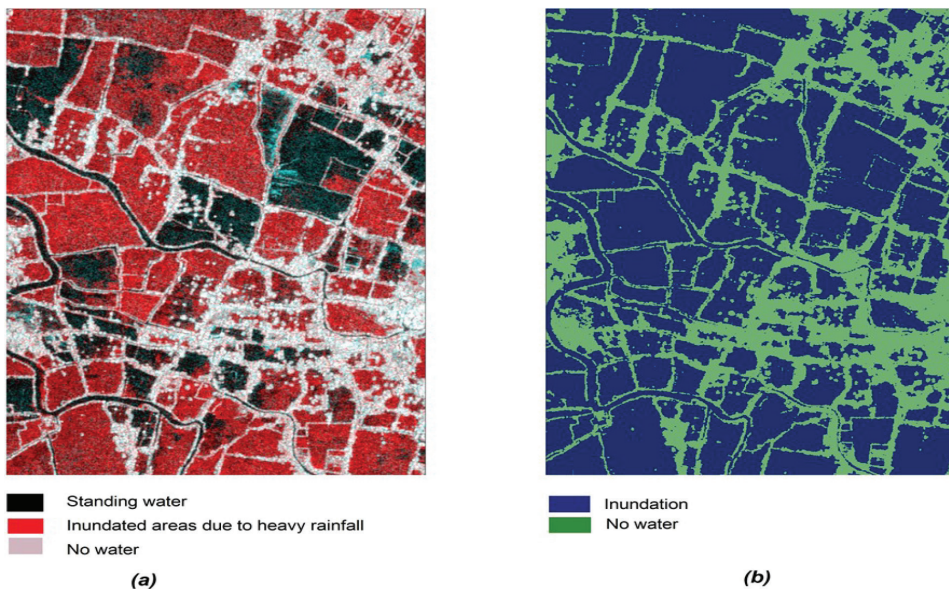 Standing water
Inundated areas due to heavy rainfall
No water
(a)
Inundation
No water
(b)